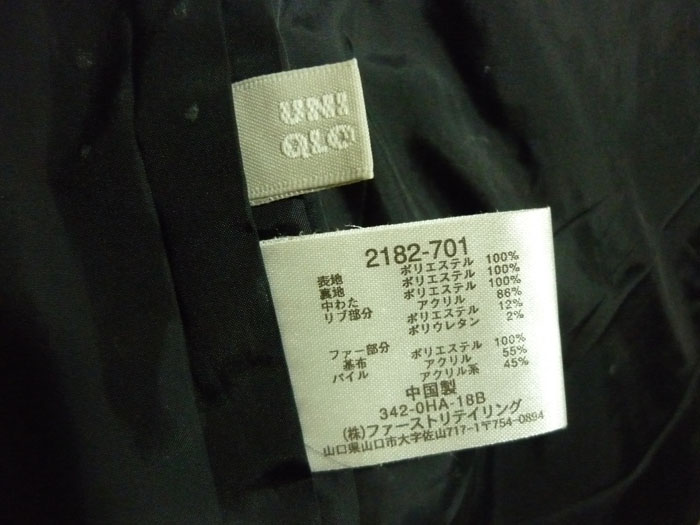 UNI
QLO
2182-701
表地 ポリエステル 100%
裏地 ポリエステル 100%
中わた ポリエステル 100%
リブ部分 アクリル 86%
ポリエステル 12%
ポリウレタン 2%
ファー部分
基布 ポリエステル 100%
パイル アクリル 55%
アクリル系 45%
中国製
342-0HA-18B
(株)ファーストリテイリング
山口県山口市大字佐山717-1〒754-0894